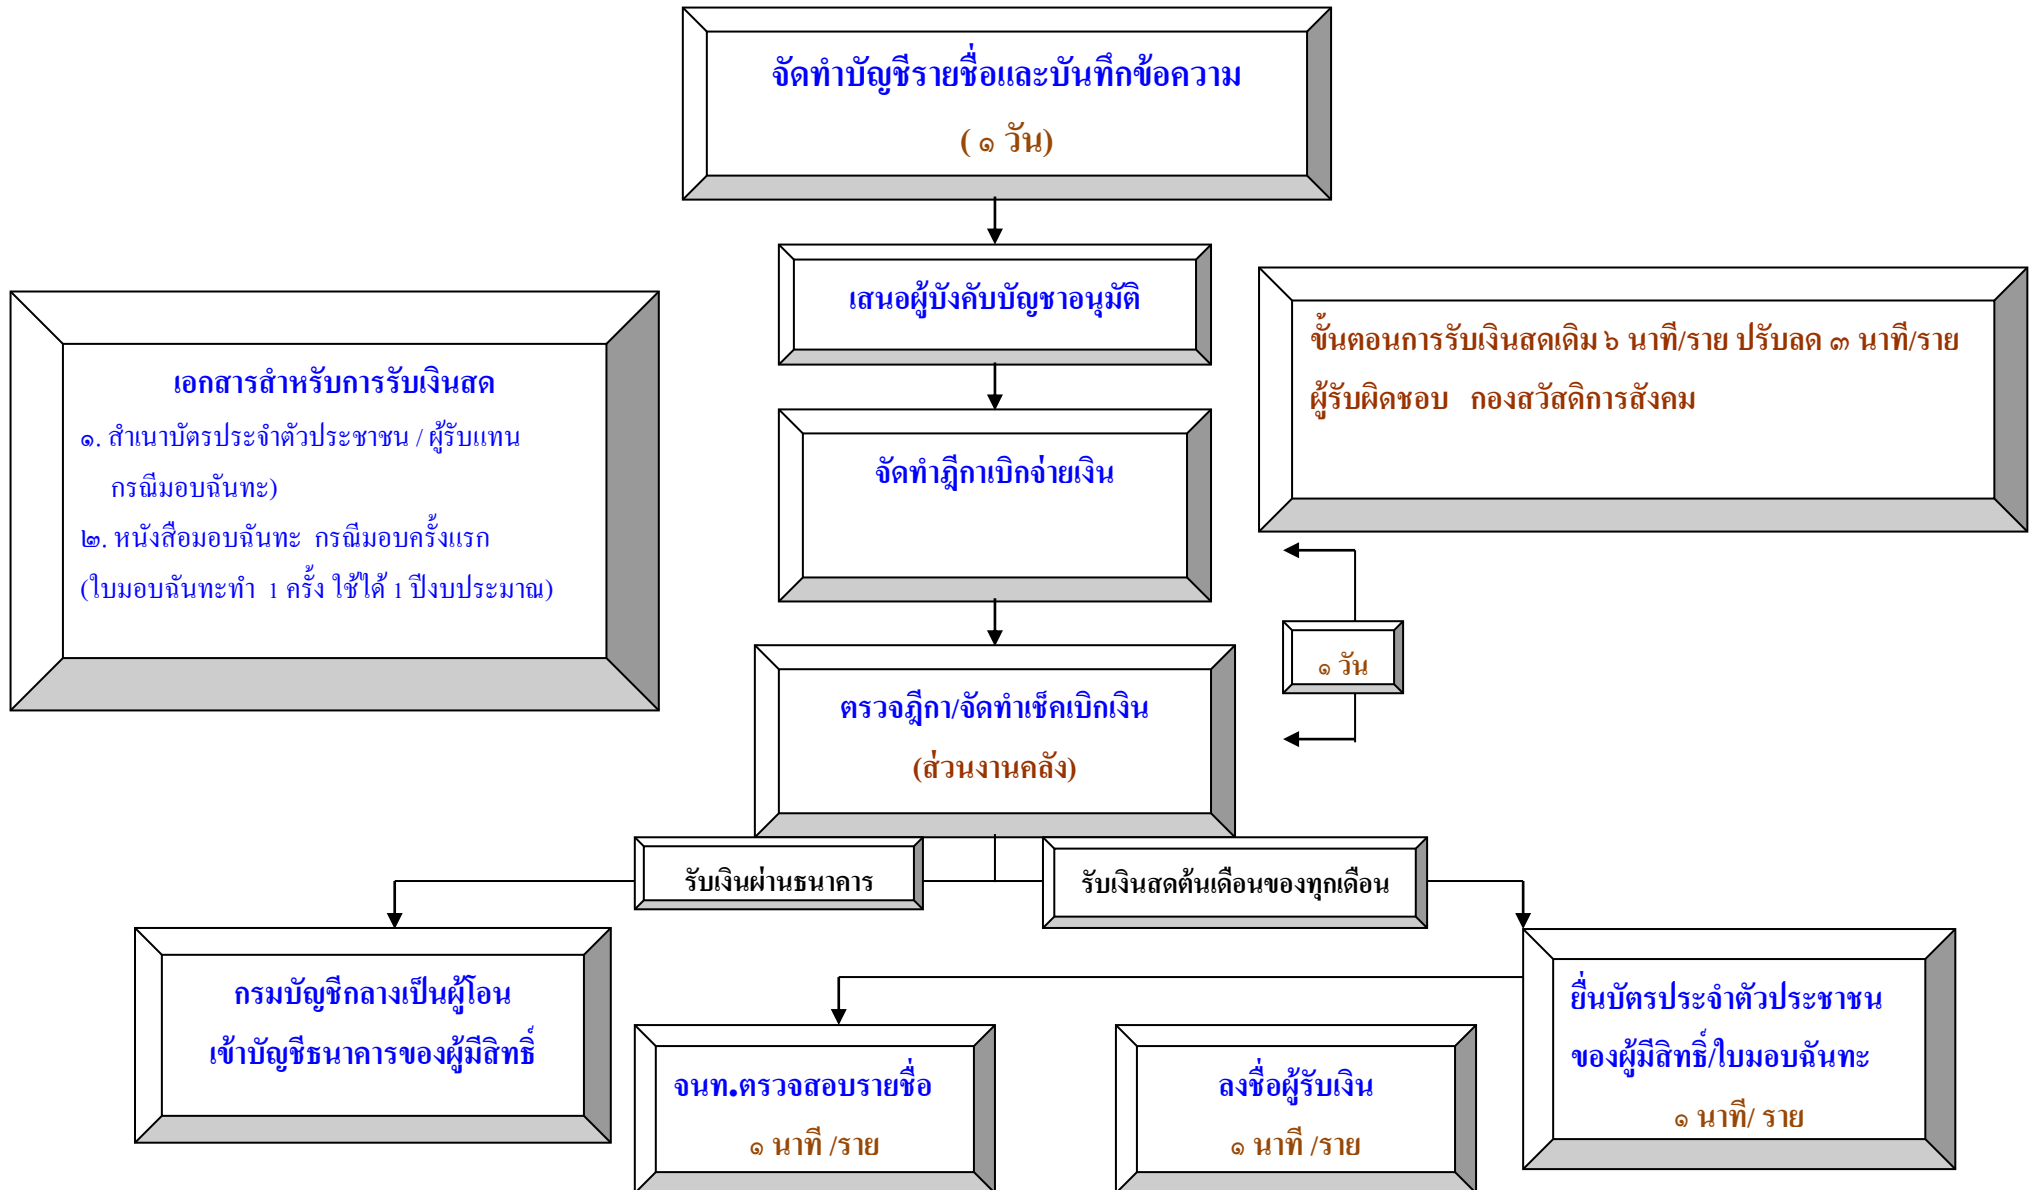 จัดทำบัญชีรายชื่อและบันทึกข้อความ
( ๑ วัน)
เสนอผู้บังคับบัญชาอนุมัติ
เอกสารสำหรับการรับเงินสด
๑. สำเนาบัตรประจำตัวประชาชน / ผู้รับแทน
กรณีมอบฉันทะ)
๒. หนังสือมอบฉันทะ กรณีมอบครั้งแรก
(ใบมอบฉันทะทำ 1 ครั้ง ใช้ได้ 1 ปีงบประมาณ)
ขั้นตอนการรับเงินสดเดิม ๖ นาที/ราย ปรับลด ๓ นาที/ราย
ผู้รับผิดชอบ กองสวัสดิการสังคม
จัดทำฎีกาเบิกจ่ายเงิน
๑ วัน
ตรวจฎีกา/จัดทำเช็คเบิกเงิน
(ส่วนงานคลัง)
รับเงินผ่านธนาคาร
รับเงินสดต้นเดือนของทุกเดือน
กรมบัญชีกลางเป็นผู้โอน
เข้าบัญชีธนาคารของผู้มีสิทธิ์
จนท.ตรวจสอบรายชื่อ
๑ นาที /ราย
ลงชื่อผู้รับเงิน
๑ นาที /ราย
ยื่นบัตรประจำตัวประชาชน
ของผู้มีสิทธิ์/ใบมอบฉันทะ
๑ นาที/ ราย